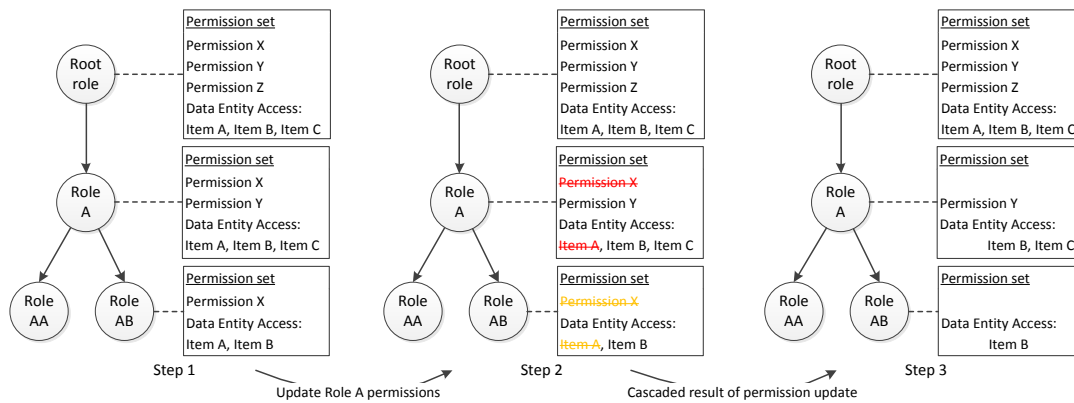 Root
role
Permission set
Permission X
Permission Y
Permission Z
Data Entity Access:
Item A, Item B, Item C
Role
A
Permission set
Permission X
Permission Y
Data Entity Access:
Item A, Item B, Item C
Role
AA
Role
AB
Permission set
Permission X
Data Entity Access:
Item A, Item B
Step 1
Update Role A permissions
Root
role
Permission set
Permission X
Permission Y
Permission Z
Data Entity Access:
Item A, Item B, Item C
Role
A
Permission set
Permission X
Permission Y
Data Entity Access:
Item A, Item B, Item C
Role
AA
Role
AB
Permission set
Permission X
Data Entity Access:
Item A, Item B
Step 2
Cascaded result of permission update
Root
role
Permission set
Permission X
Permission Y
Permission Z
Data Entity Access:
Item A, Item B, Item C
Role
A
Permission set
Permission Y
Data Entity Access:
Item B, Item C
Role
AA
Role
AB
Permission set
Data Entity Access:
Item B
Step 3